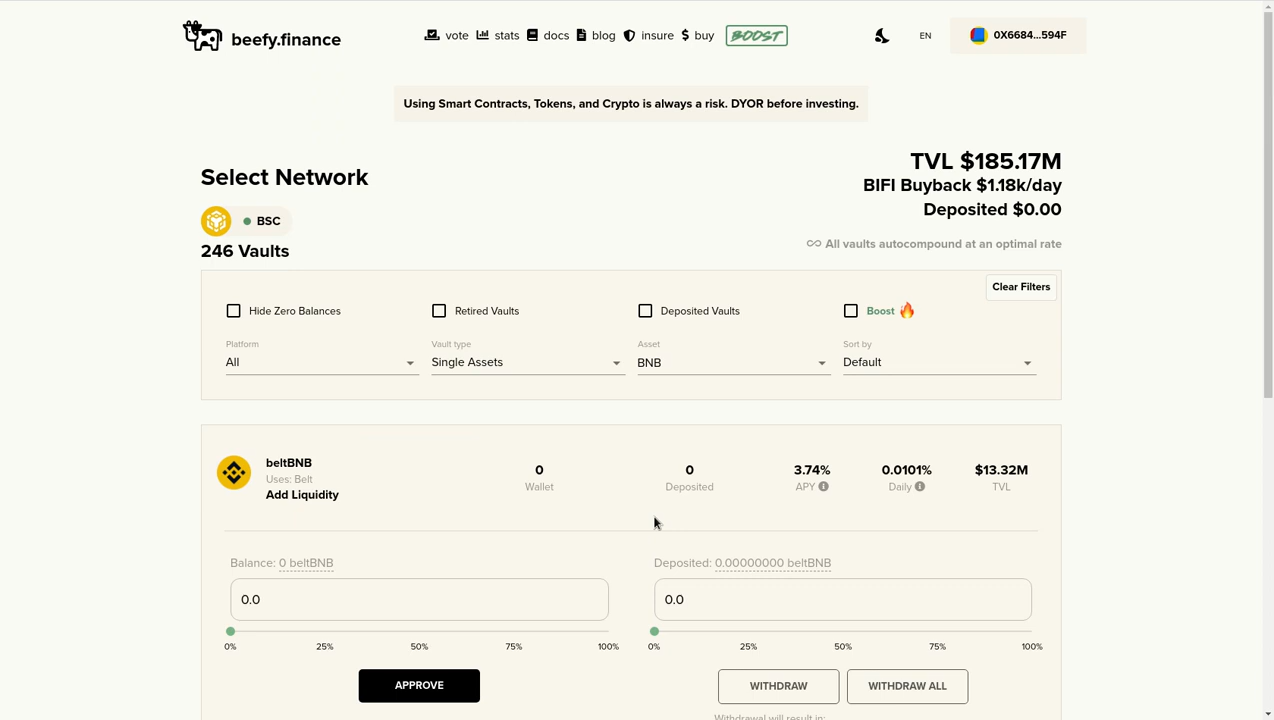 beefy.finance
vote stats docs blog insure buy BOOST
EN 0X6684...594F
Using Smart Contracts, Tokens, and Crypto is always a risk. DYOR before investing.
Select Network
TVL $185.17M
BIFI Buyback $1.18k/day
Deposited $0.00
BSC
246 Vaults
All vaults autocompound at an optimal rate
Clear Filters
Hide Zero Balances Retired Vaults Deposited Vaults Boost
Platform Vault type Asset Sort by
All Single Assets BNB Default
beltBNB
Uses: Belt
Add Liquidity
0 0 3.74% 0.0101% $13.32M
Wallet Deposited APY Daily TVL
Balance: 0 beltBNB Deposited: 0.00000000 beltBNB
0.0 0.0
0% 25% 50% 75% 100% 0% 25% 50% 75% 100%
APPROVE WITHDRAW WITHDRAW ALL
Withdrawal will result in: